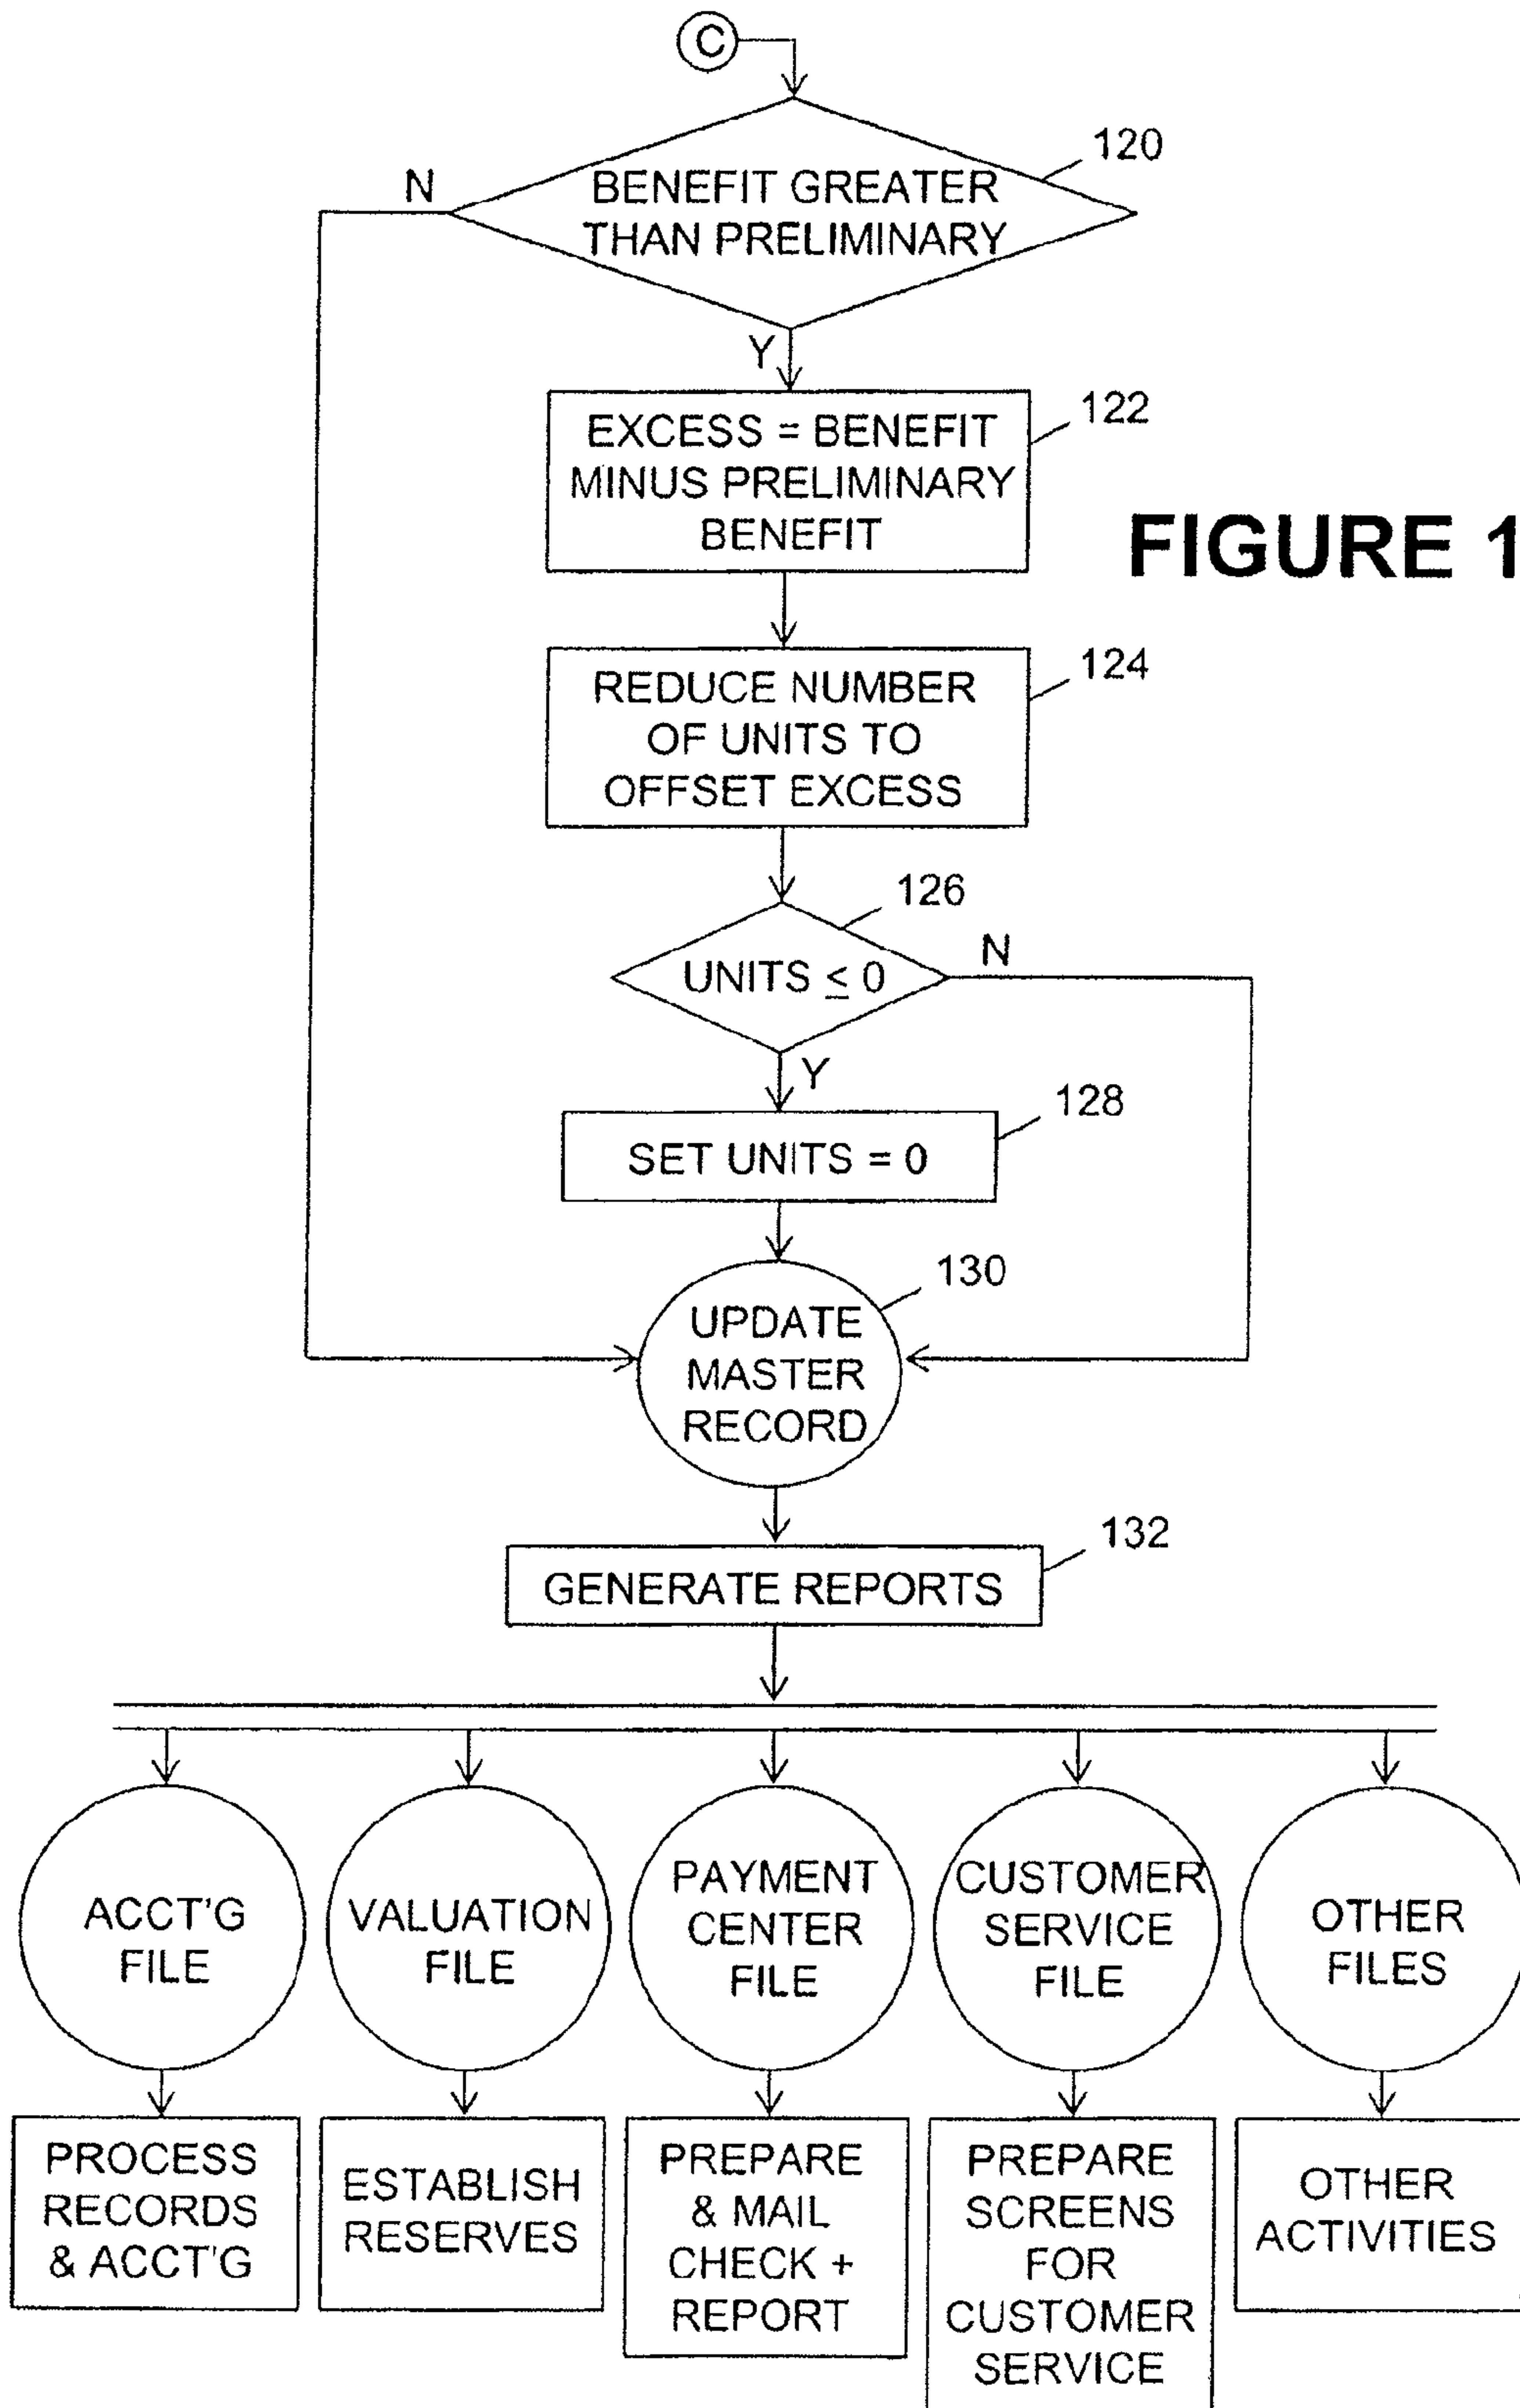 C
120
N
BENEFIT GREATER
THAN PRELIMINARY
Y
122
EXCESS = BENEFIT
MINUS PRELIMINARY
BENEFIT
FIGURE 1
124
REDUCE NUMBER
OF UNITS TO
OFFSET EXCESS
126
N
UNITS ≤ 0
Y
128
SET UNITS = 0
130
UPDATE
MASTER
RECORD
132
GENERATE REPORTS
ACCT'G
FILE
VALUATION
FILE
PAYMENT
CENTER
FILE
CUSTOMER
SERVICE
FILE
OTHER
FILES
PROCESS
RECORDS
& ACCT'G
ESTABLISH
RESERVES
PREPARE
& MAIL
CHECK +
REPORT
PREPARE
SCREENS
FOR
CUSTOMER
SERVICE
OTHER
ACTIVITIES